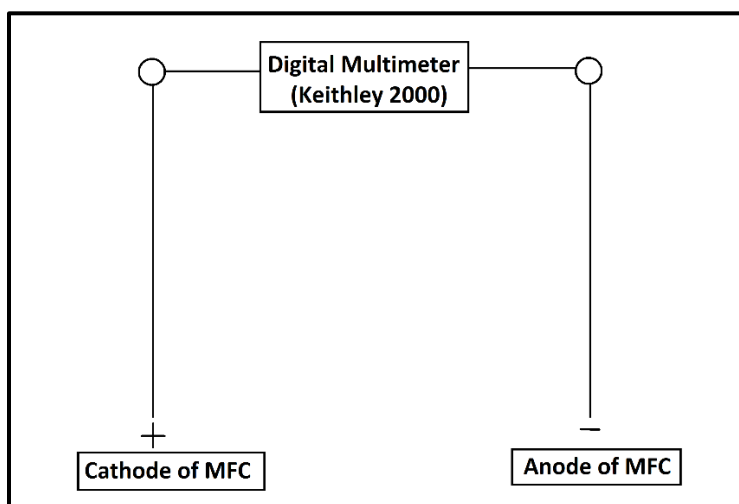 Digital Multimeter
(Keithley 2000)
+
−
Cathode of MFC
Anode of MFC